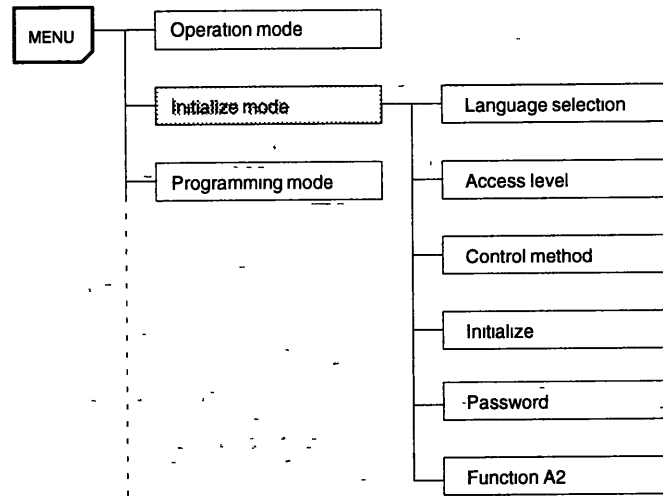 MENU
Operation mode
Initialize mode
Programming mode
Language selection
Access level
Control method
Initialize
Password
Function A2